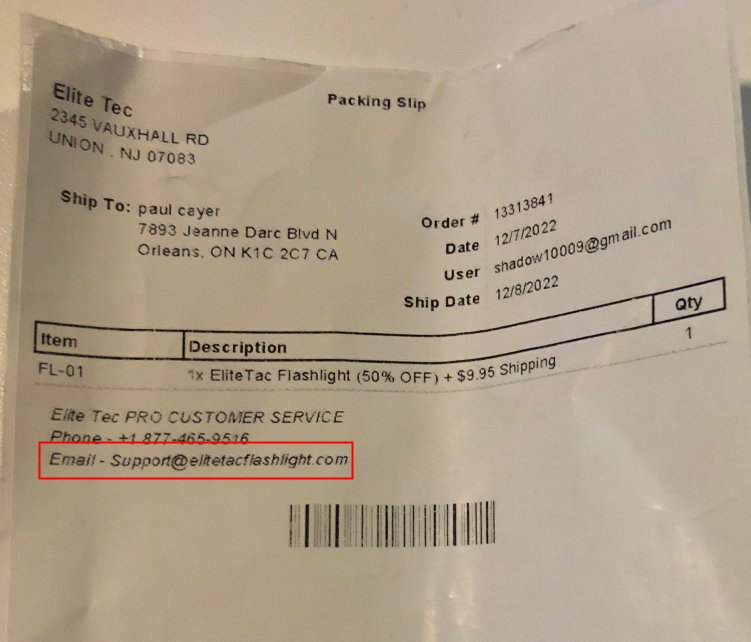 Packing Slip
Elite Tec
2345 VAUXHALL RD
UNION . NJ 07083
Ship To: paul cayer
7893 Jeanne Darc Blvd N
Orleans, ON K1C 2C7 CA
Order # 13313841
Date 12/7/2022
User shadow10009@gmail.com
Ship Date 12/8/2022
Item Description Qty
FL-01 1x EliteTac Flashlight (50% OFF) + $9.95 Shipping 1
Elite Tec PRO CUSTOMER SERVICE
Phone - +1 877-465-9516
Email - Support@elitetacflashlight.com